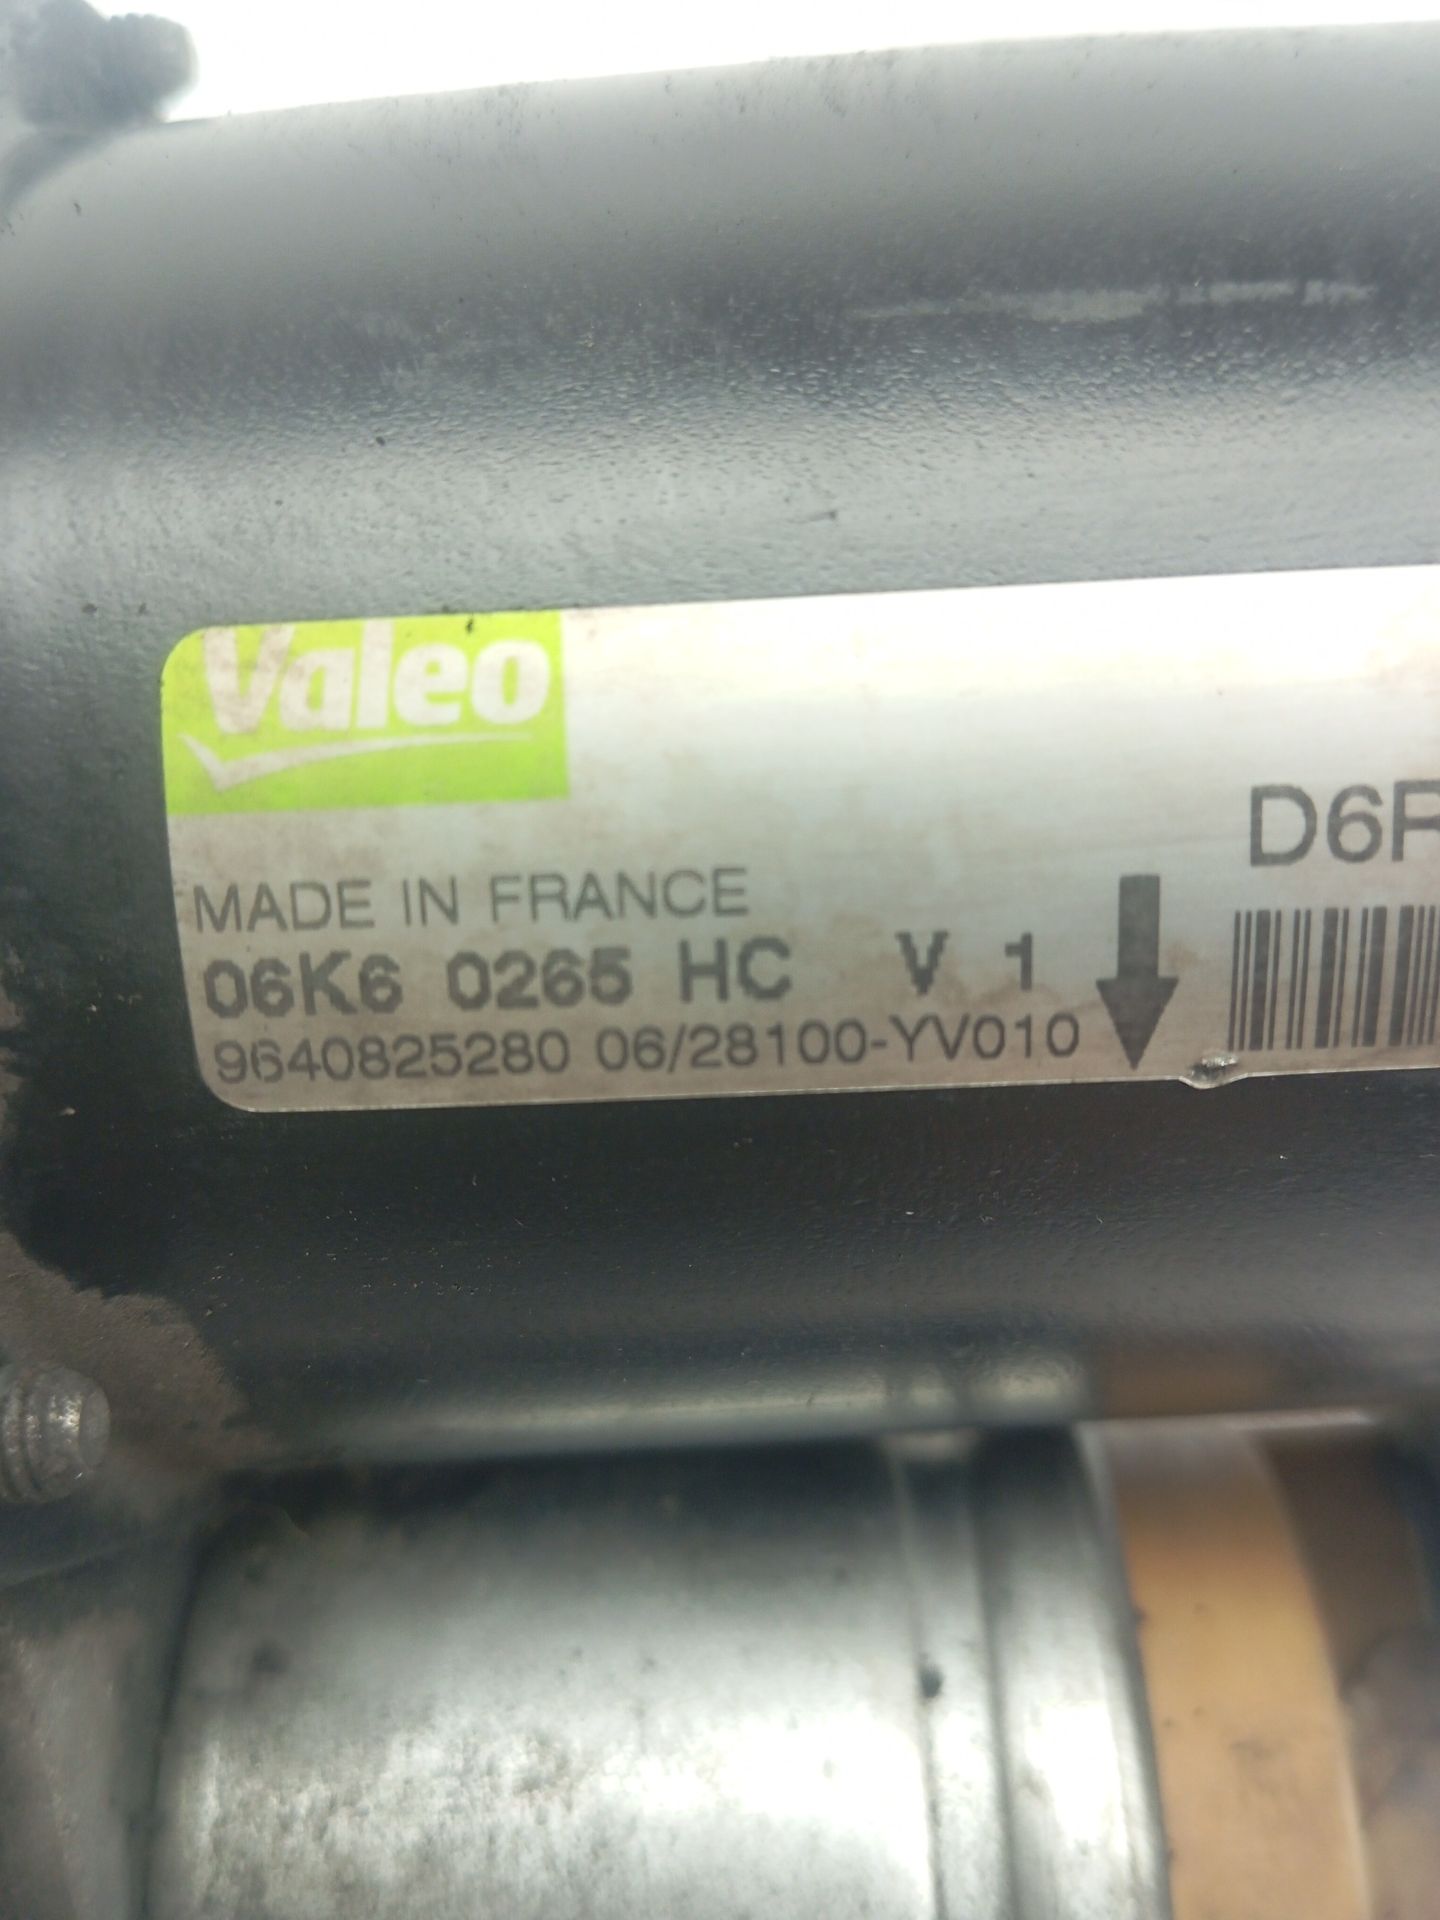 Valeo
D6R
MADE IN FRANCE
06K6 0265 HC V 1
9640825280 06/28100-YV010